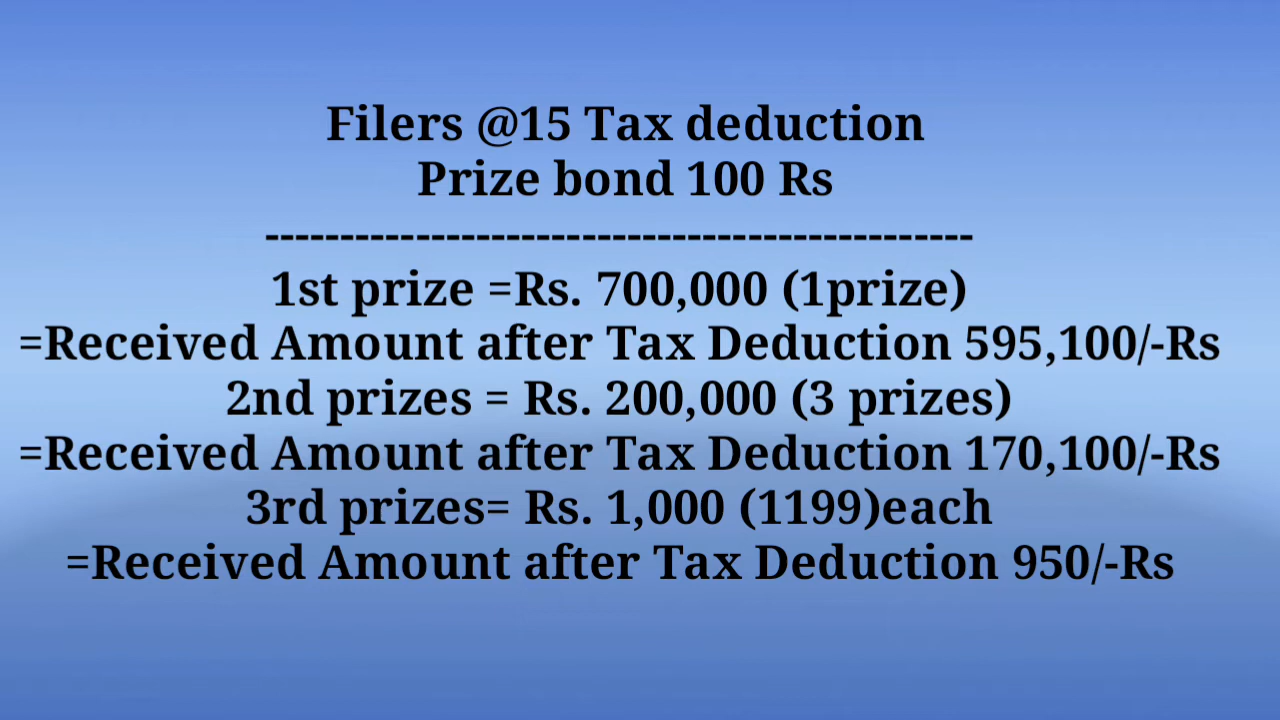 Filers @15 Tax deduction
Prize bond 100 Rs
-----------------------------------------------
1st prize =Rs. 700,000 (1prize)
=Received Amount after Tax Deduction 595,100/-Rs
2nd prizes = Rs. 200,000 (3 prizes)
=Received Amount after Tax Deduction 170,100/-Rs
3rd prizes= Rs. 1,000 (1199)each
=Received Amount after Tax Deduction 950/-Rs